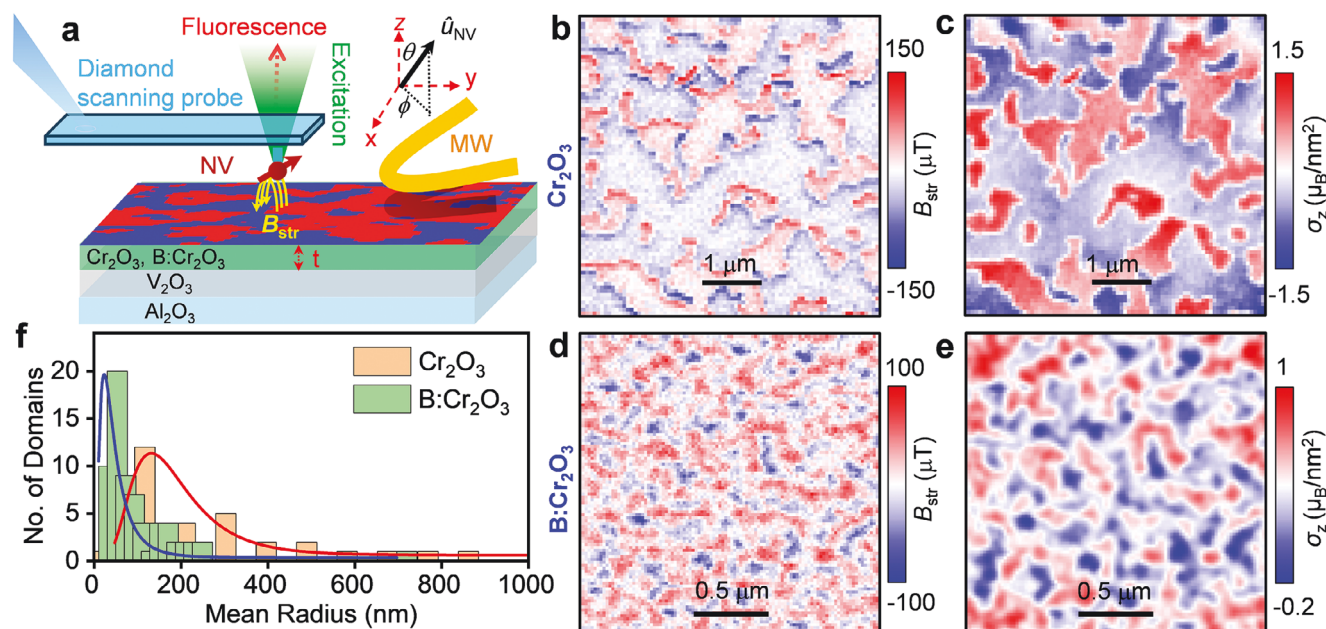 a
Fluorescence
Excitation
Diamond
scanning probe
NV
z
θ
û_NV
y
ϕ
x
MW
B_str
Cr₂O₃, B:Cr₂O₃
t
V₂O₃
Al₂O₃
b
Cr₂O₃
1 μm
150
B_str (μT)
-150
c
1 μm
1.5
σ_z (μ_B/nm²)
-1.5
f
No. of Domains
20
15
10
5
0
Cr₂O₃
B:Cr₂O₃
0 200 400 600 800 1000
Mean Radius (nm)
d
B:Cr₂O₃
0.5 μm
100
B_str (μT)
-100
e
0.5 μm
1
σ_z (μ_B/nm²)
-0.2